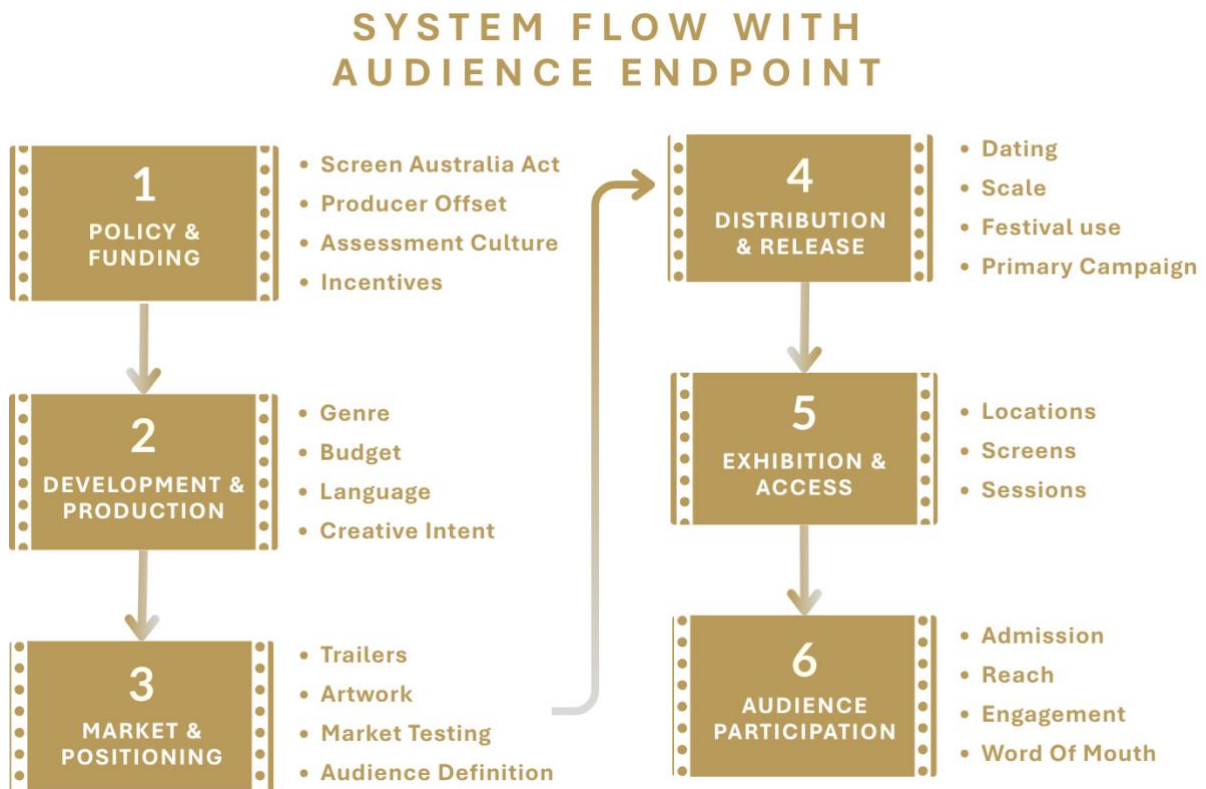 SYSTEM FLOW WITH
AUDIENCE ENDPOINT
1
POLICY &
FUNDING
• Screen Australia Act
• Producer Offset
• Assessment Culture
• Incentives
2
DEVELOPMENT &
PRODUCTION
• Genre
• Budget
• Language
• Creative Intent
3
MARKET &
POSITIONING
• Trailers
• Artwork
• Market Testing
• Audience Definition
4
DISTRIBUTION
& RELEASE
• Dating
• Scale
• Festival use
• Primary Campaign
5
EXHIBITION &
ACCESS
• Locations
• Screens
• Sessions
6
AUDIENCE
PARTICIPATION
• Admission
• Reach
• Engagement
• Word Of Mouth